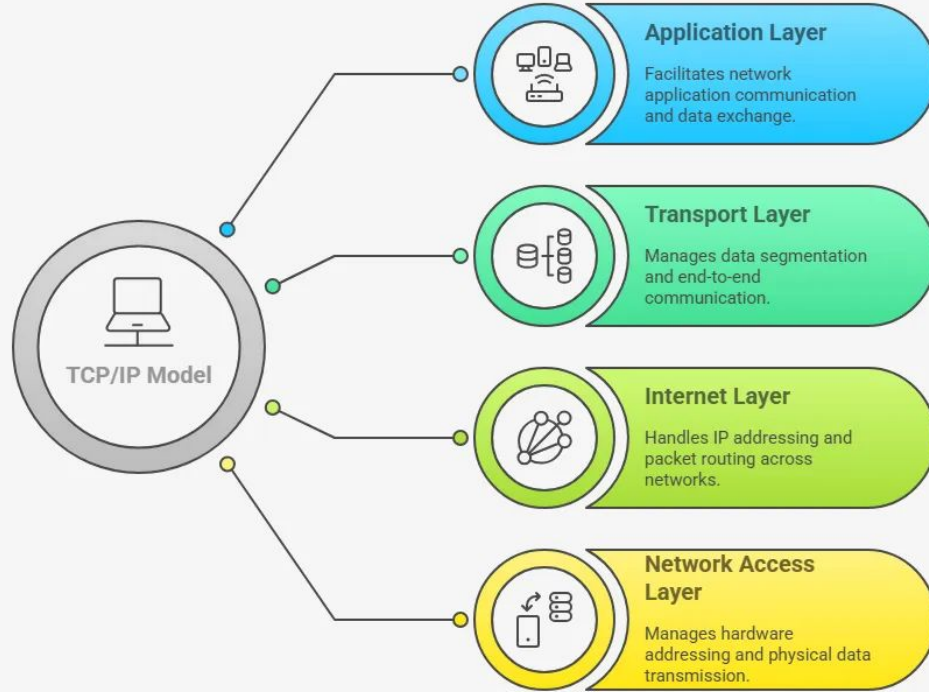 TCP/IP Model
Application Layer
Facilitates network
application communication
and data exchange.
Transport Layer
Manages data segmentation
and end-to-end
communication.
Internet Layer
Handles IP addressing and
packet routing across
networks.
Network Access
Layer
Manages hardware
addressing and physical data
transmission.